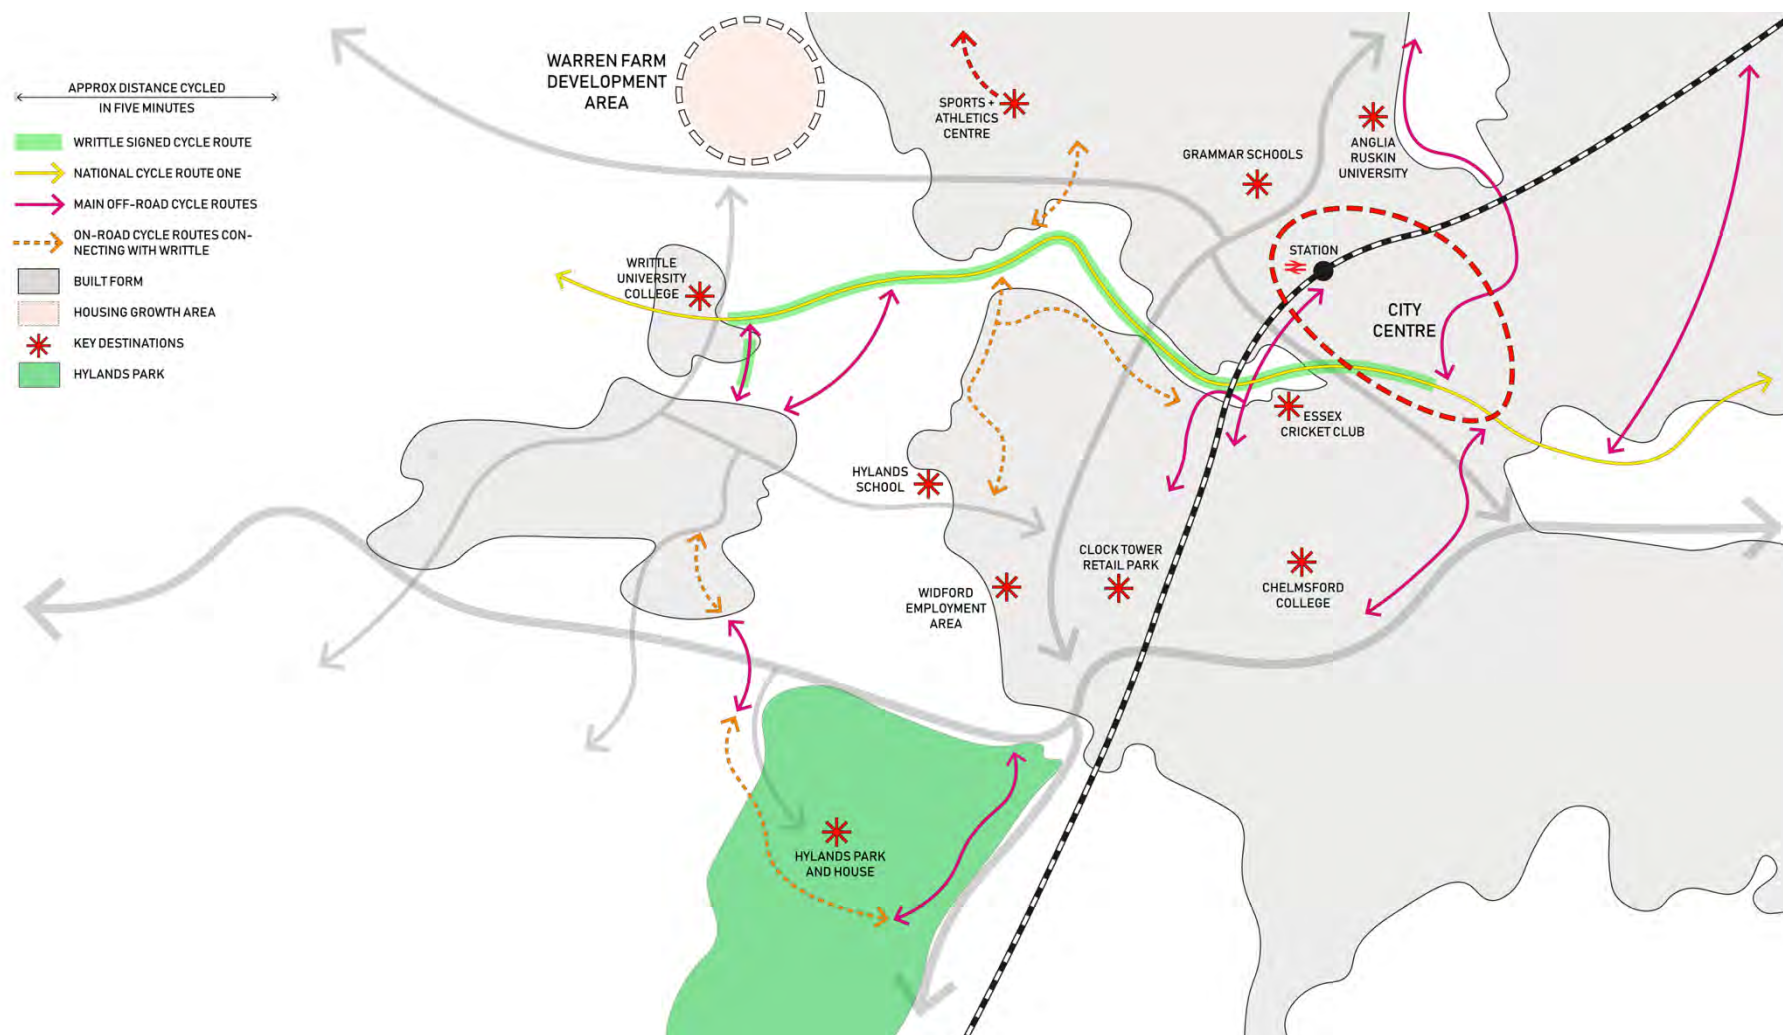 APPROX DISTANCE CYCLED
IN FIVE MINUTES
WRITTLE SIGNED CYCLE ROUTE
NATIONAL CYCLE ROUTE ONE
MAIN OFF-ROAD CYCLE ROUTES
ON-ROAD CYCLE ROUTES CON-
NECTING WITH WRITTLE
BUILT FORM
HOUSING GROWTH AREA
KEY DESTINATIONS
HYLANDS PARK
WARREN FARM
DEVELOPMENT
AREA
SPORTS +
ATHLETICS
CENTRE
GRAMMAR SCHOOLS
ANGLIA
RUSKIN
UNIVERSITY
WRITTLE
UNIVERSITY
COLLEGE
STATION
CITY
CENTRE
ESSEX
CRICKET CLUB
HYLANDS
SCHOOL
WIDFORD
EMPLOYMENT
AREA
CLOCK TOWER
RETAIL PARK
CHELMSFORD
COLLEGE
HYLANDS PARK
AND HOUSE